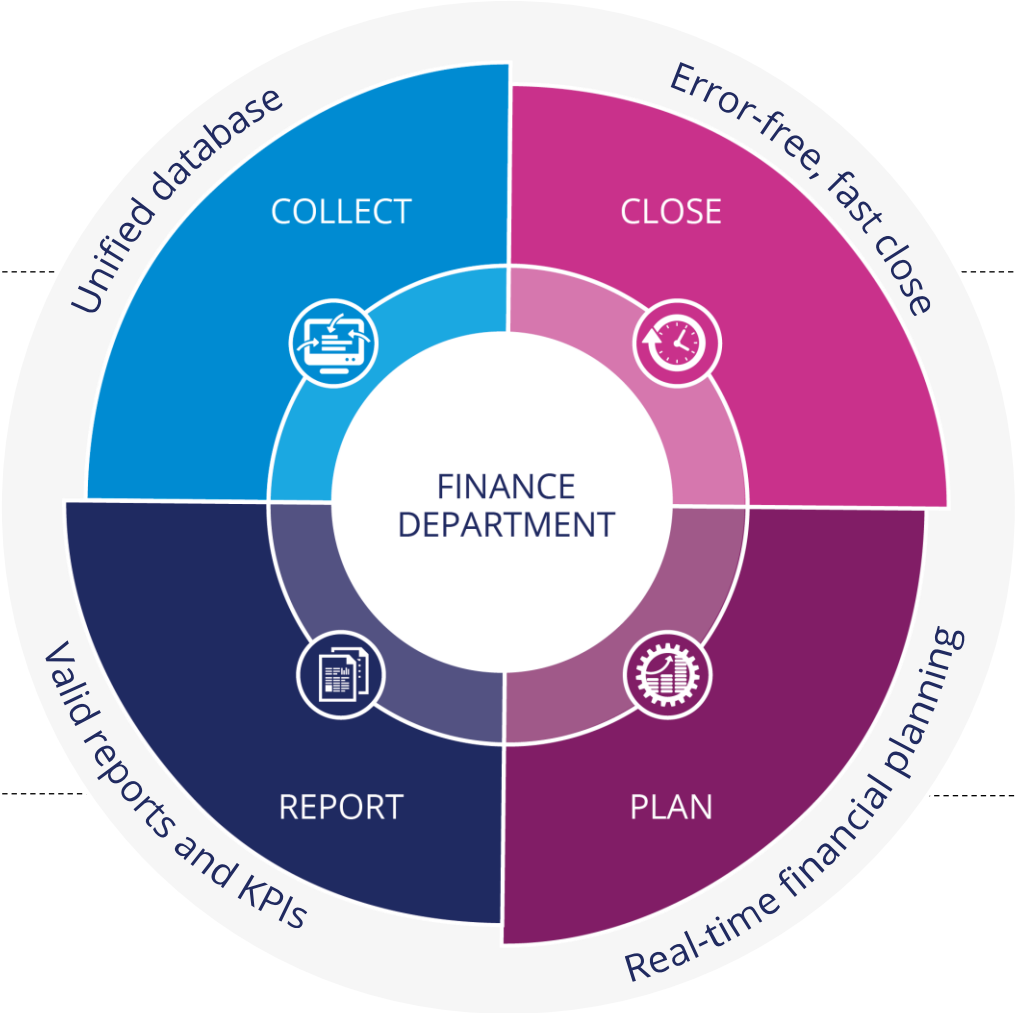 Unified database
Error-free, fast close
COLLECT
CLOSE
FINANCE
DEPARTMENT
REPORT
PLAN
Valid reports and KPIs
Real-time financial planning